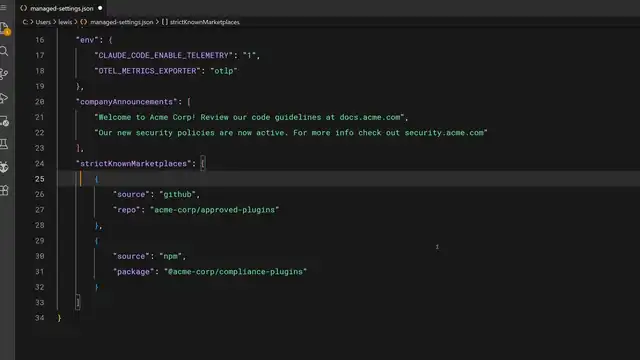 managed-settings.json
C: > Users > lewis > managed-settings.json > [ ] strictKnownMarketplaces
16 "env": {
17 "CLAUDE_CODE_ENABLE_TELEMETRY": "1",
18 "OTEL_METRICS_EXPORTER": "otlp"
19 },
20 "companyAnnouncements": [
21 "Welcome to Acme Corp! Review our code guidelines at docs.acme.com",
22 "Our new security policies are now active. For more info check out security.acme.com"
23 ],
24 "strictKnownMarketplaces": [
25 {
26 "source": "github",
27 "repo": "acme-corp/approved-plugins"
28 },
29 {
30 "source": "npm",
31 "package": "@acme-corp/compliance-plugins"
32 }
33 ]
34 }